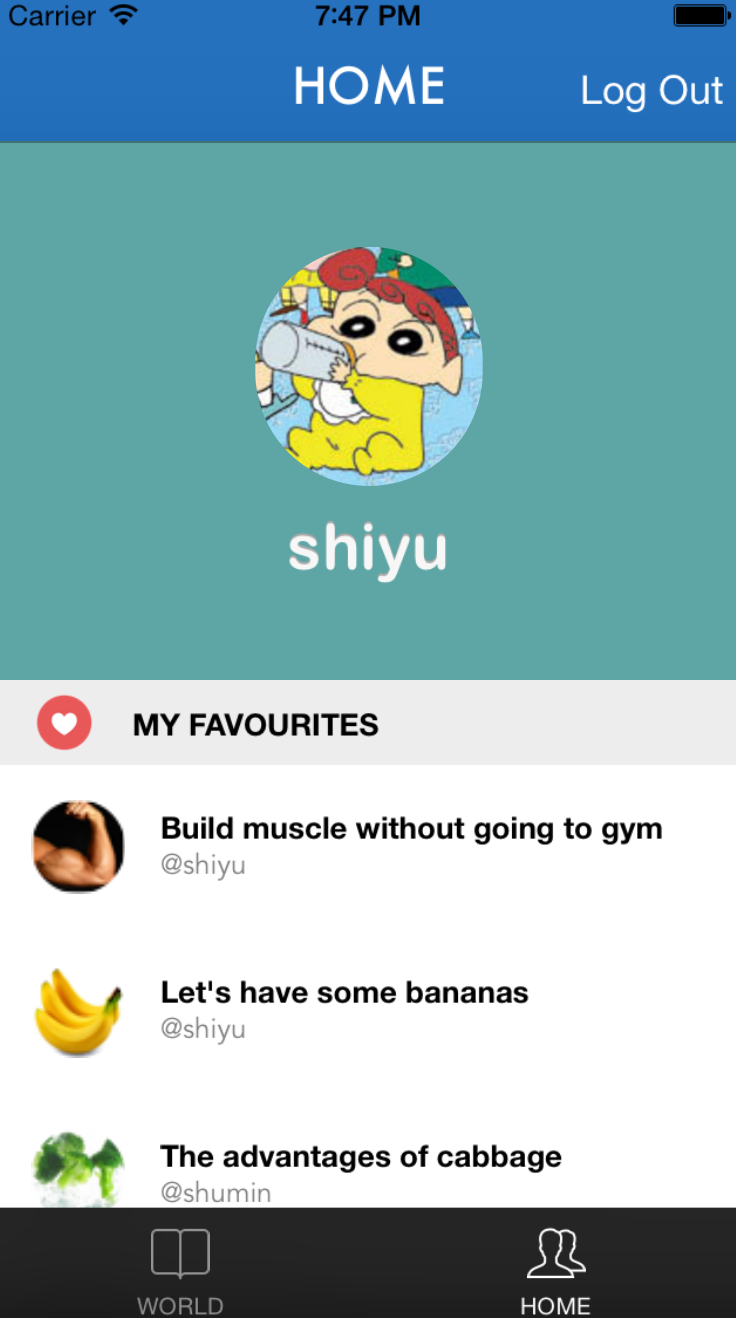 Carrier 7:47 PM
HOME Log Out
shiyu
MY FAVOURITES
Build muscle without going to gym
@shiyu
Let's have some bananas
@shiyu
The advantages of cabbage
@shumin
WORLD HOME